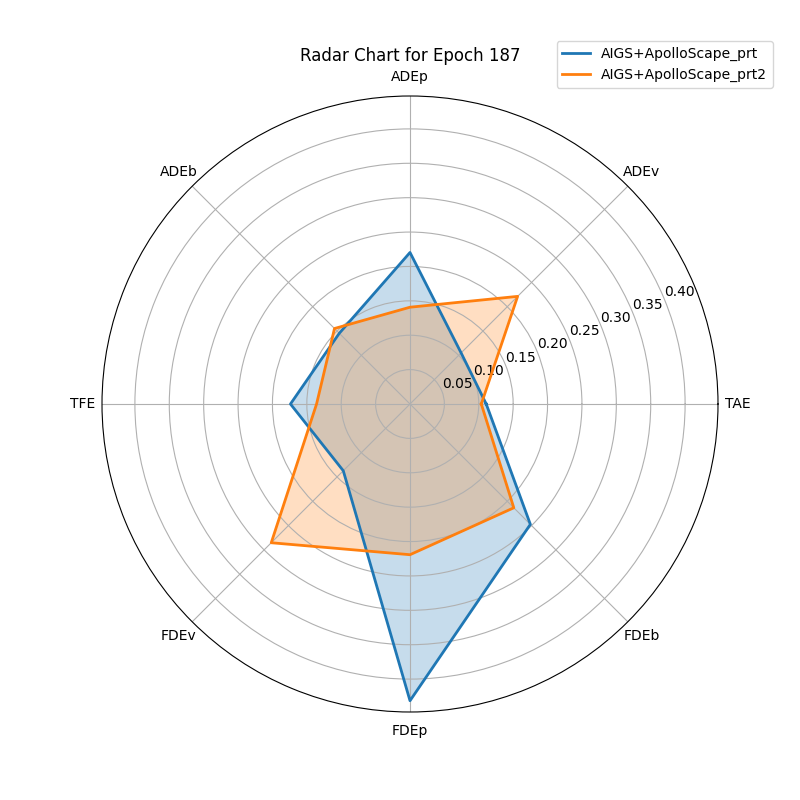 Radar Chart for Epoch 187
AIGS+ApolloScape_prt
AIGS+ApolloScape_prt2
ADEp
ADEb
ADEv
0.40
0.35
0.30
0.25
0.20
0.15
0.10
0.05
TFE
TAE
FDEv
FDEb
FDEp